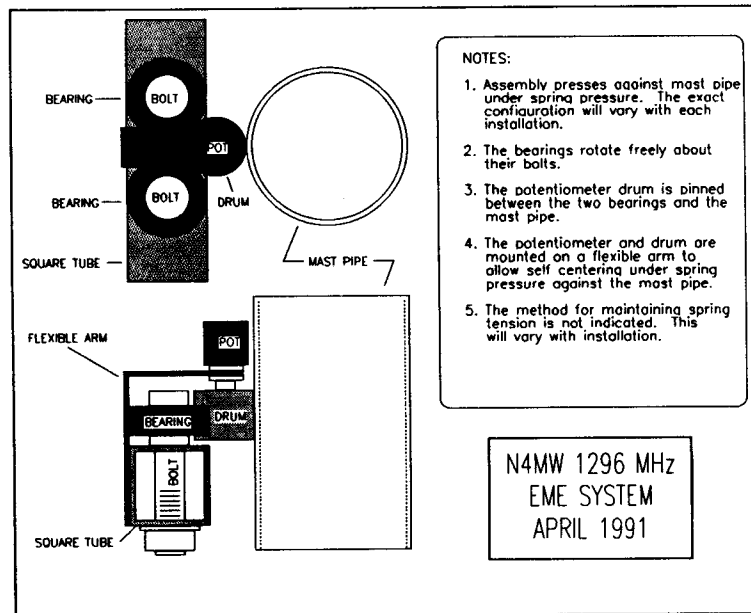 BEARING
BOLT
POT
BEARING
BOLT
DRUM
SQUARE TUBE
MAST PIPE
FLEXIBLE ARM
POT
BEARING
DRUM
BOLT
SQUARE TUBE
NOTES:
1. Assembly presses against mast pipe
under spring pressure. The exact
configuration will vary with each
installation.
2. The bearings rotate freely about
their bolts.
3. The potentiometer drum is pinned
between the two bearings and the
mast pipe.
4. The potentiometer and drum are
mounted on a flexible arm to
allow self centering under spring
pressure against the mast pipe.
5. The method for maintaining spring
tension is not indicated. This
will vary with installation.
N4MW 1296 MHz
EME SYSTEM
APRIL 1991